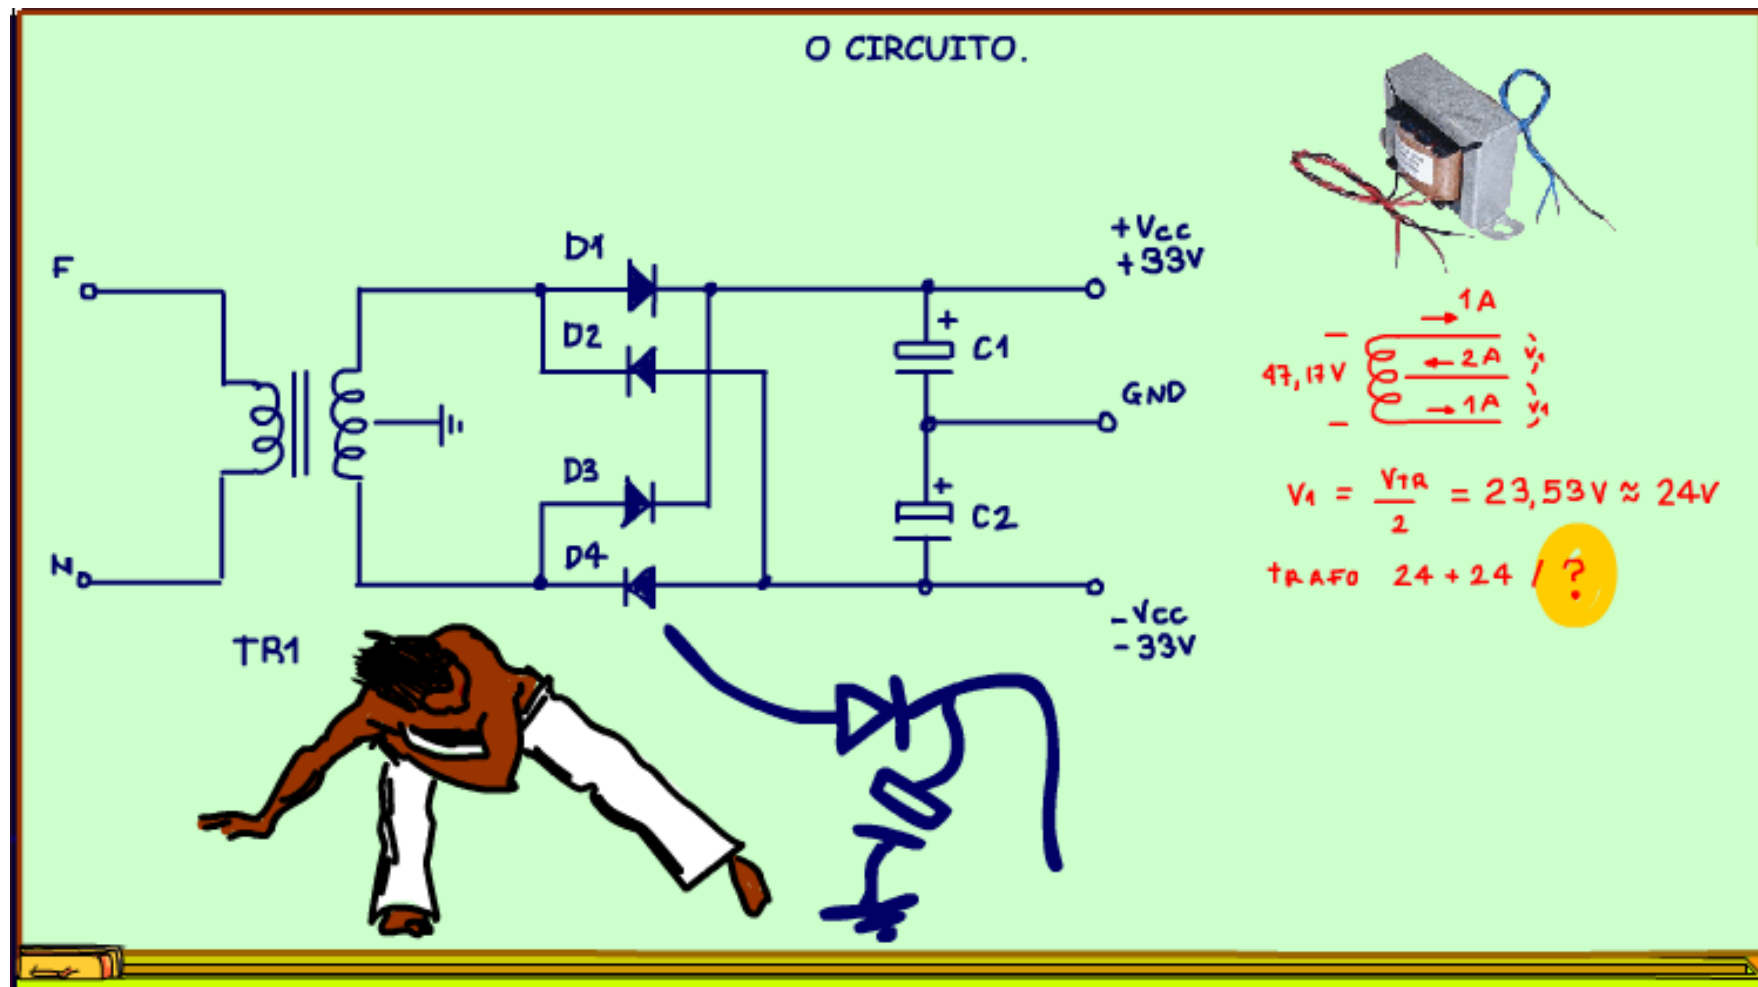 O CIRCUITO.
F
N
TR1
D1
D2
D3
D4
+
C1
+
C2
+Vcc
+33V
GND
-Vcc
-33V
1A
47,17V
2A
V1
1A
V1
V1 = VTR/2 = 23,53V ≈ 24V
tRAFO 24 + 24 / ?